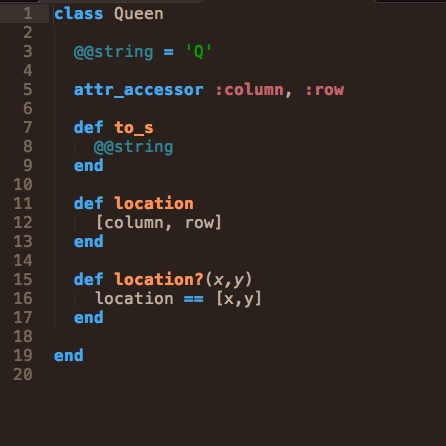 1 class Queen
2
3   @@string = 'Q'
4
5   attr_accessor :column, :row
6
7   def to_s
8     @@string
9   end
10
11   def location
12     [column, row]
13   end
14
15   def location?(x,y)
16     location == [x,y]
17   end
18
19 end
20